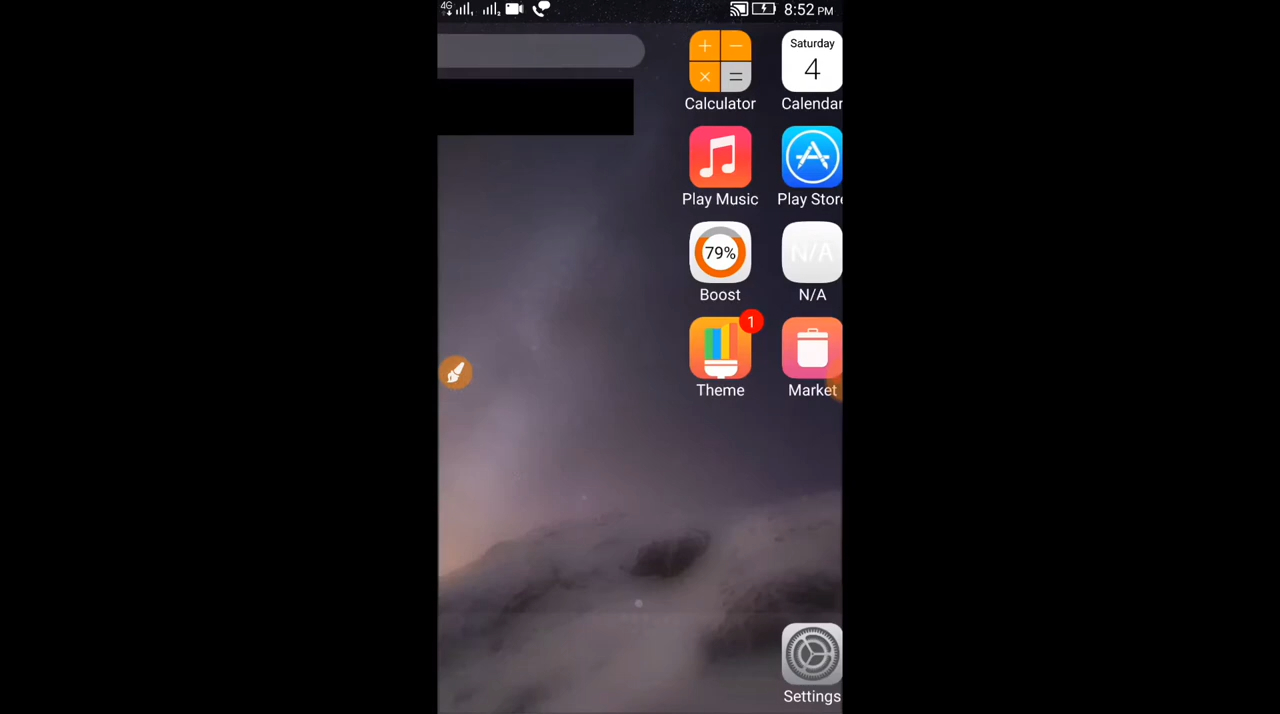 4G 8:52 PM
Saturday
4
Calculator Calendar
Play Music Play Store
79% N/A
Boost N/A
1
Theme Market
Settings